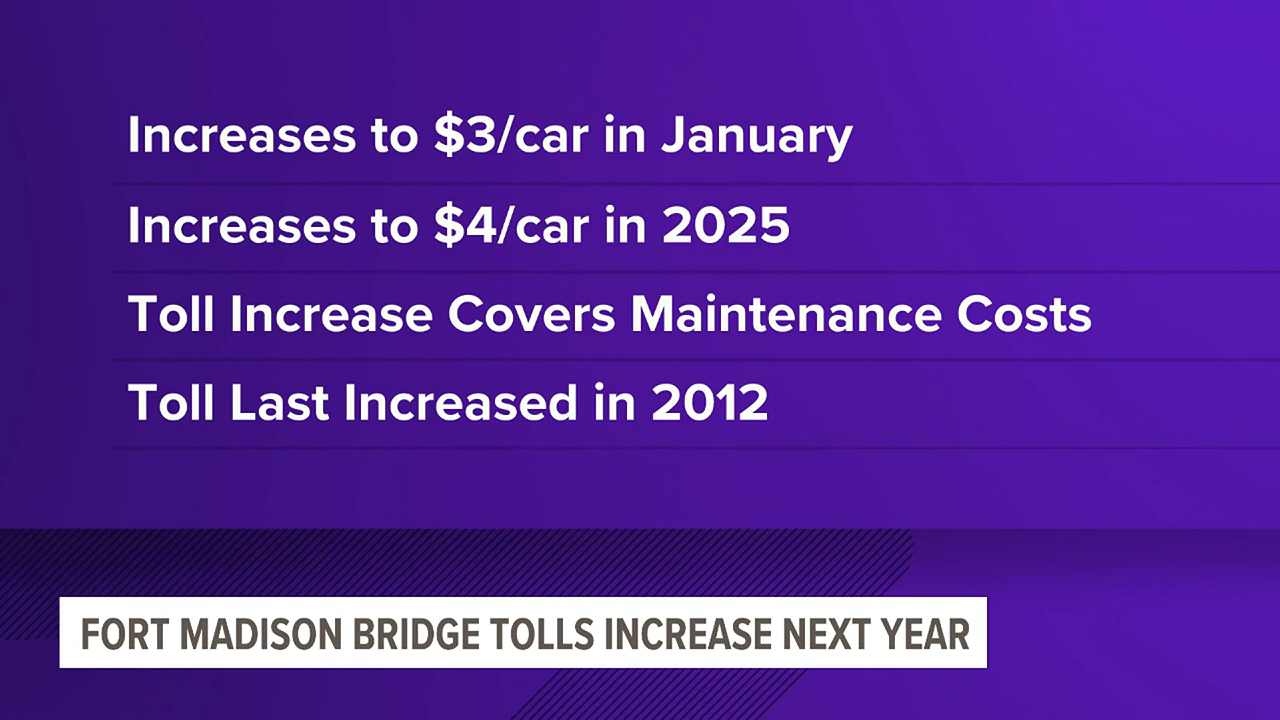 Increases to $3/car in January
Increases to $4/car in 2025
Toll Increase Covers Maintenance Costs
Toll Last Increased in 2012
FORT MADISON BRIDGE TOLLS INCREASE NEXT YEAR